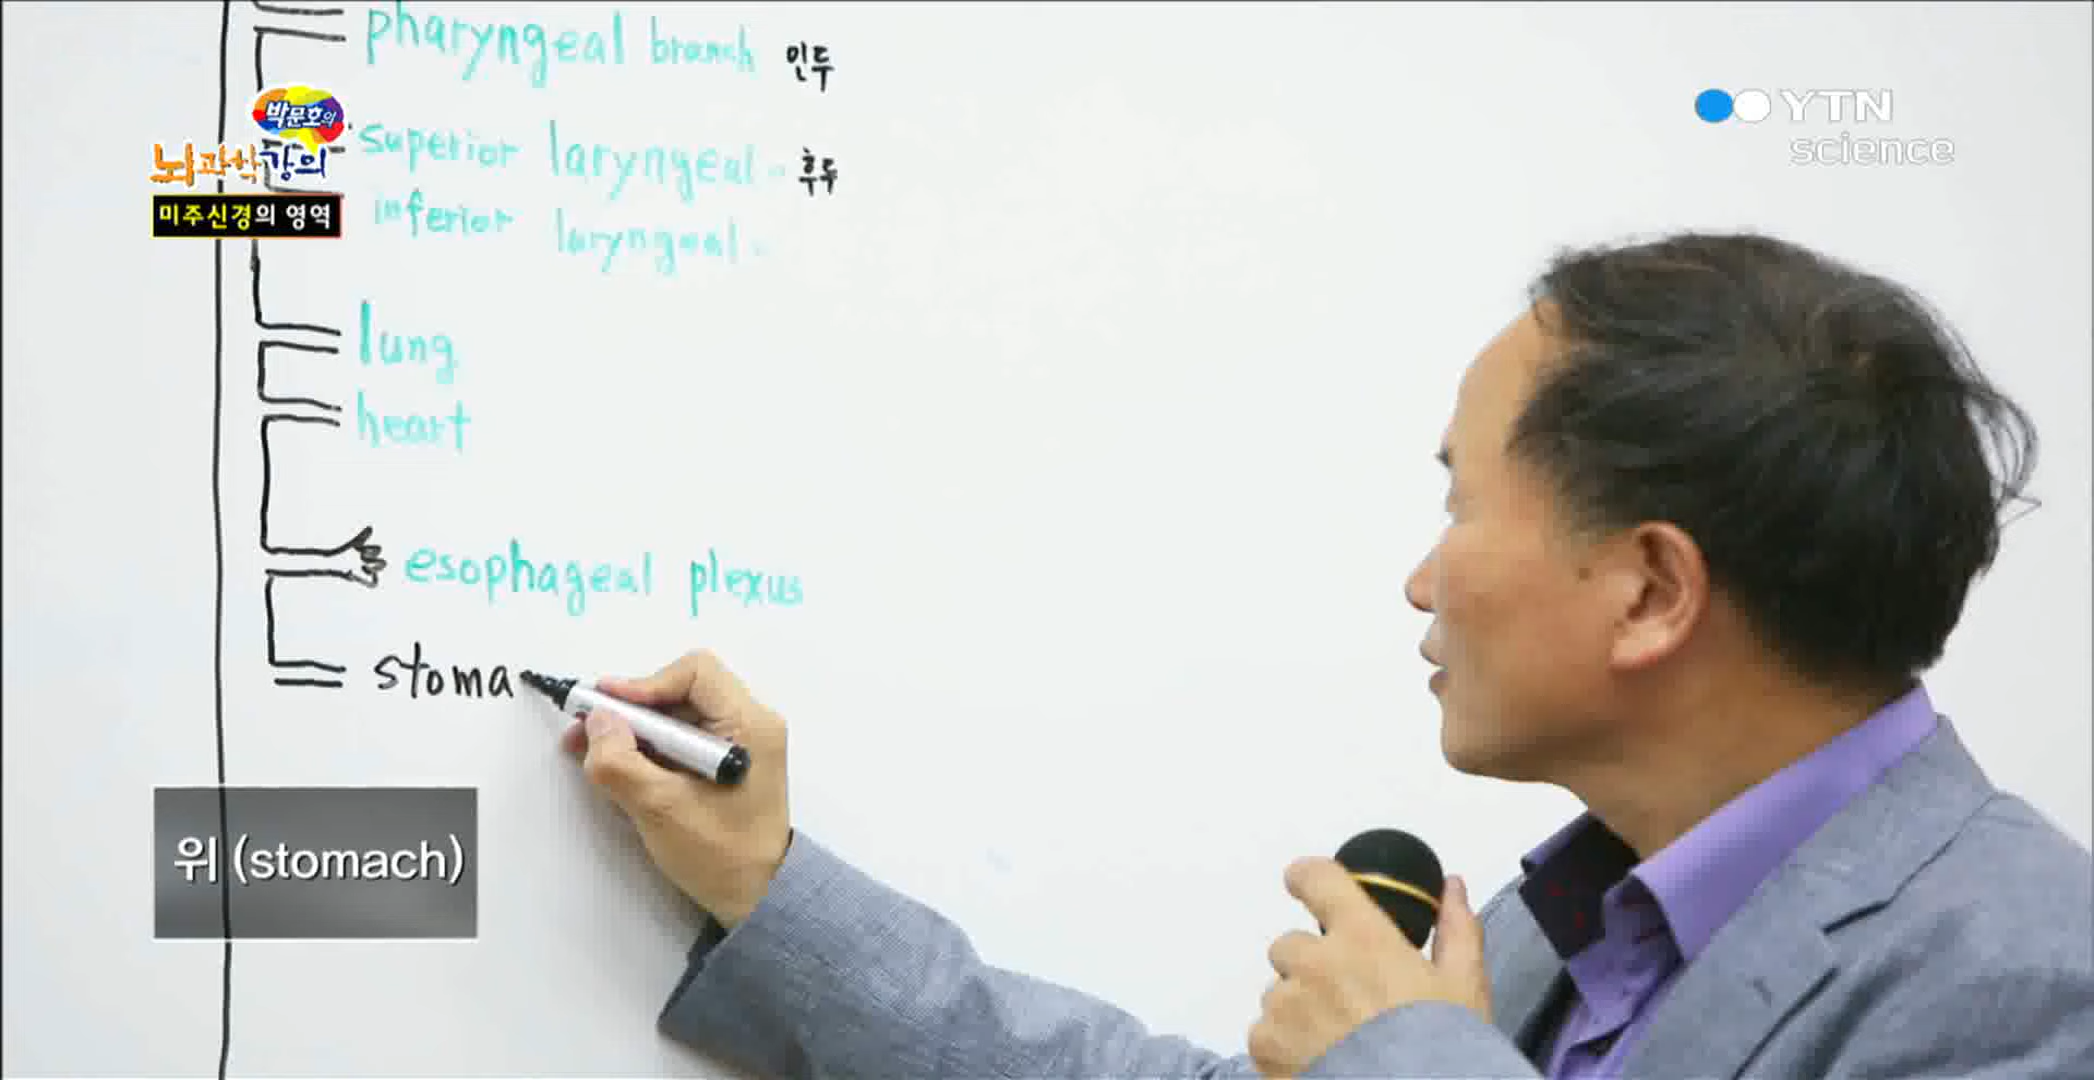 pharyngeal branch 인두
박문호의
뇌과학강의
미주신경의 영역
superior laryngeal 후두
inferior laryngeal
lung
heart
esophageal plexus
stoma
위 (stomach)
YTN
science